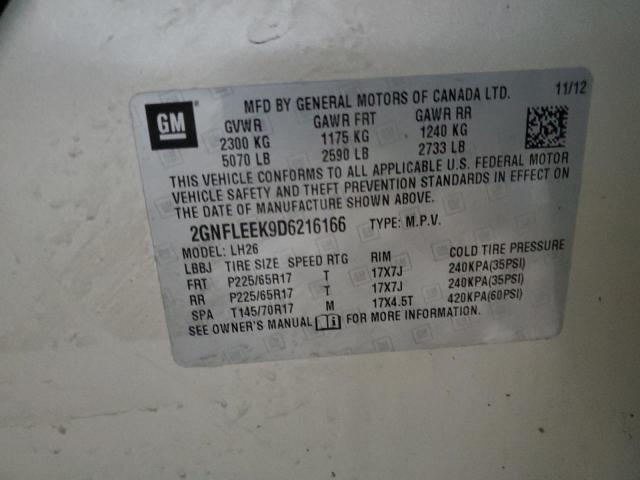 MFD BY GENERAL MOTORS OF CANADA LTD. 11/12
GM
GVWR GAWR FRT GAWR RR
2300 KG 1175 KG 1240 KG
5070 LB 2590 LB 2733 LB
THIS VEHICLE CONFORMS TO ALL APPLICABLE U.S. FEDERAL MOTOR
VEHICLE SAFETY AND THEFT PREVENTION STANDARDS IN EFFECT ON
THE DATE OF MANUFACTURE SHOWN ABOVE.
2GNFLEEK9D6216166 TYPE: M.P.V.
MODEL: LH26
LBBJ TIRE SIZE SPEED RTG RIM COLD TIRE PRESSURE
FRT P225/65R17 T 17X7J 240KPA(35PSI)
RR P225/65R17 T 17X7J 240KPA(35PSI)
SPA T145/70R17 M 17X4.5T 420KPA(60PSI)
SEE OWNER'S MANUAL FOR MORE INFORMATION.